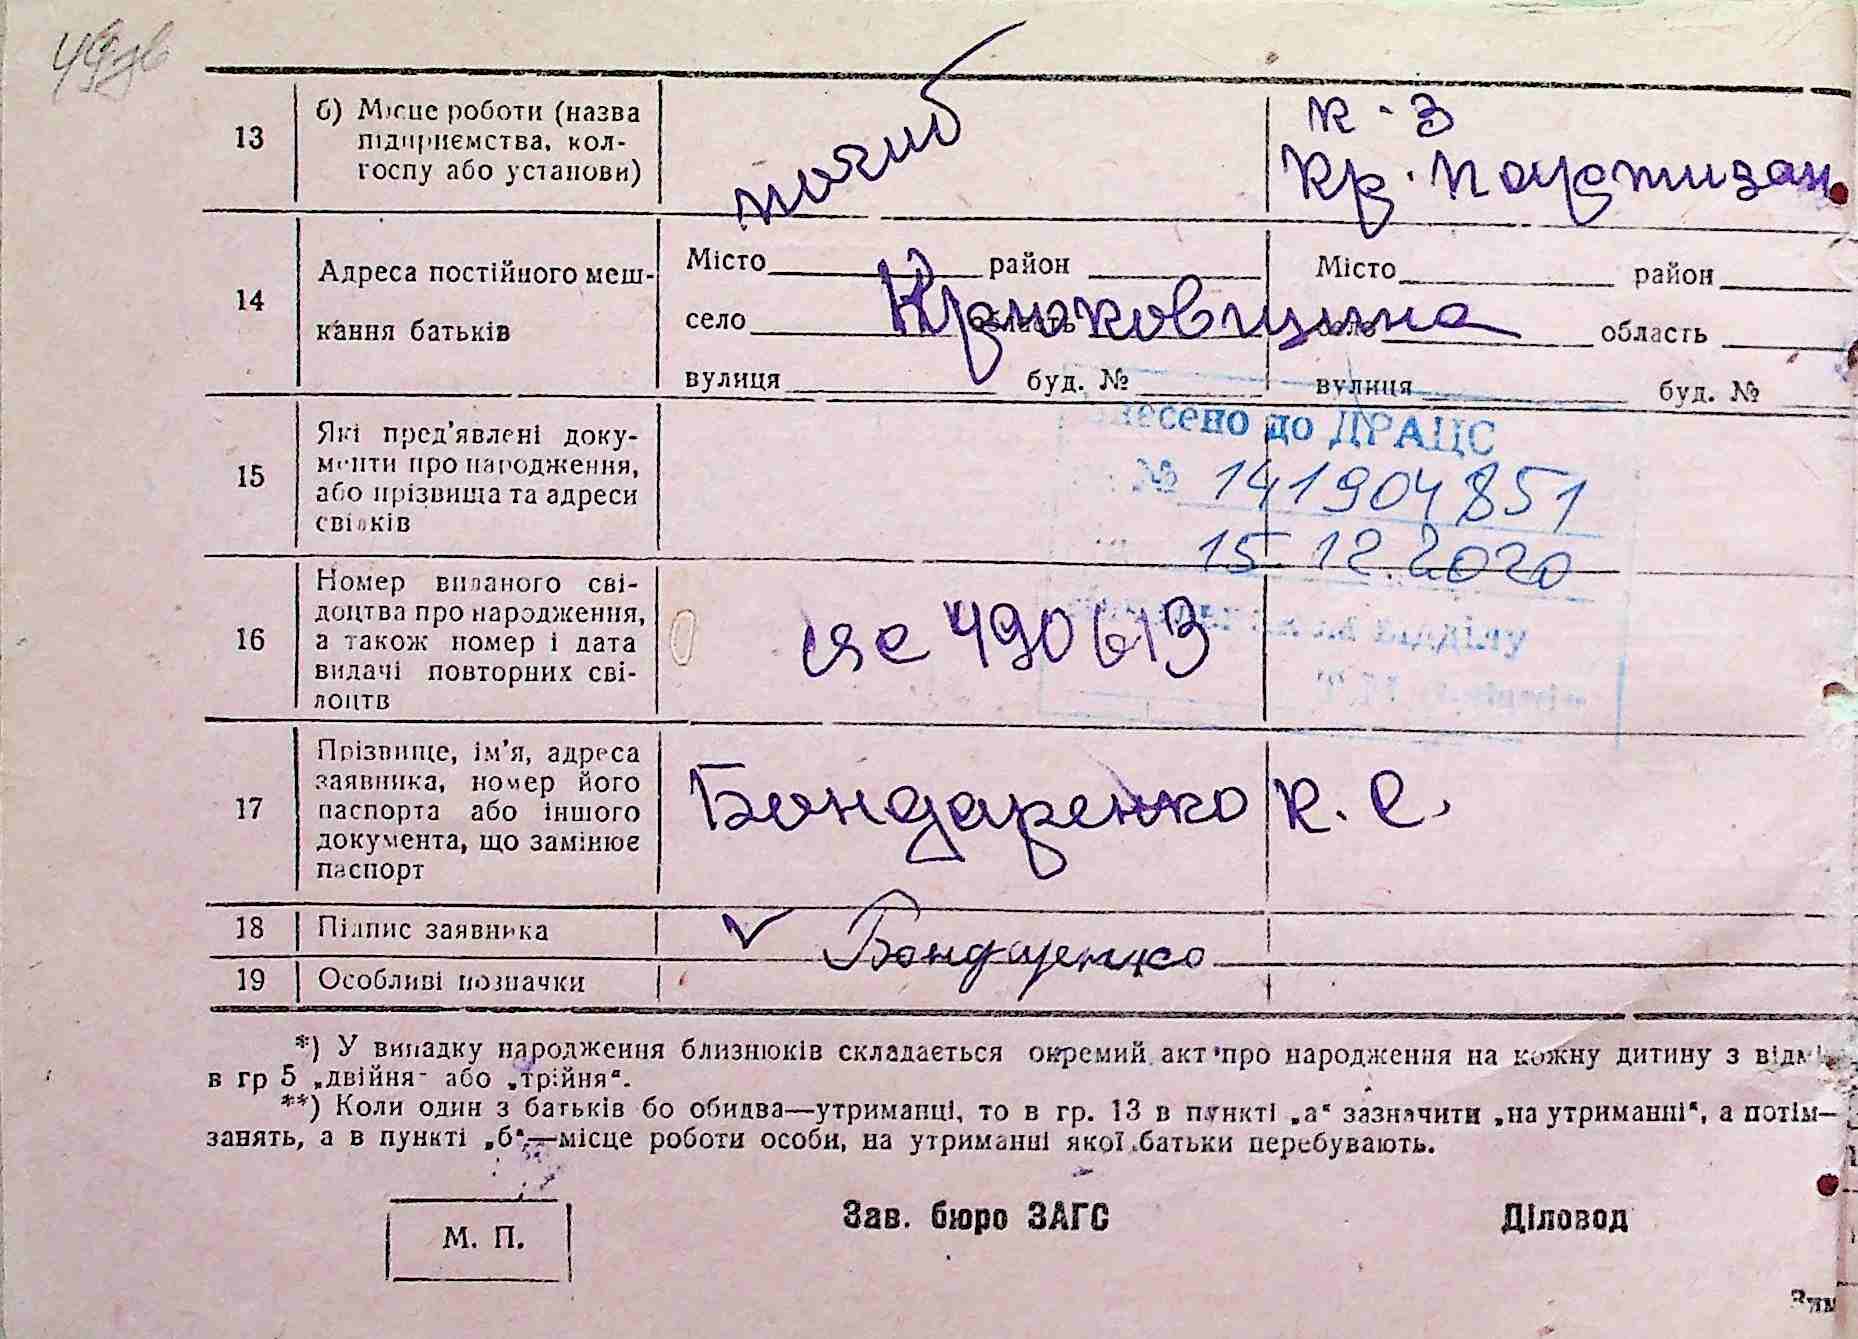 13
б) Місце роботи (назва
підприємства, кол-
госпу або установи)
погиб
к-з
Кр. Партизан
14
Адреса постійного меш-
кання батьків
Місто район
село область
вулиця буд. №
Місто район
село область
вулиця буд. №
Крюковщина
15
Які пред'явлені доку-
менти про народження,
або прізвища та адреси
свідків
несено до ДРАЦС
№ 141904851
15.12.2020
відділу
16
Номер виданого сві-
доцтва про народження,
а також номер і дата
видачі повторних сві-
доцтв
490613
17
Прізвище, ім'я, адреса
заявника, номер його
паспорта або іншого
документа, що замінює
паспорт
Бондаренко К. С.
18
Підпис заявника
Бондаренко
19
Особливі позначки
*) У випадку народження близнюків складається окремий акт про народження на кожну дитину з відмі
в гр 5 „двійня" або „трійня".
**) Коли один з батьків бо обидва—утриманці, то в гр. 13 в пункті „а" зазначити „на утриманні", а потім—
занять, а в пункті „б"—місце роботи особи, на утриманні якої батьки перебувають.
М. П.
Зав. бюро ЗАГС
Діловод